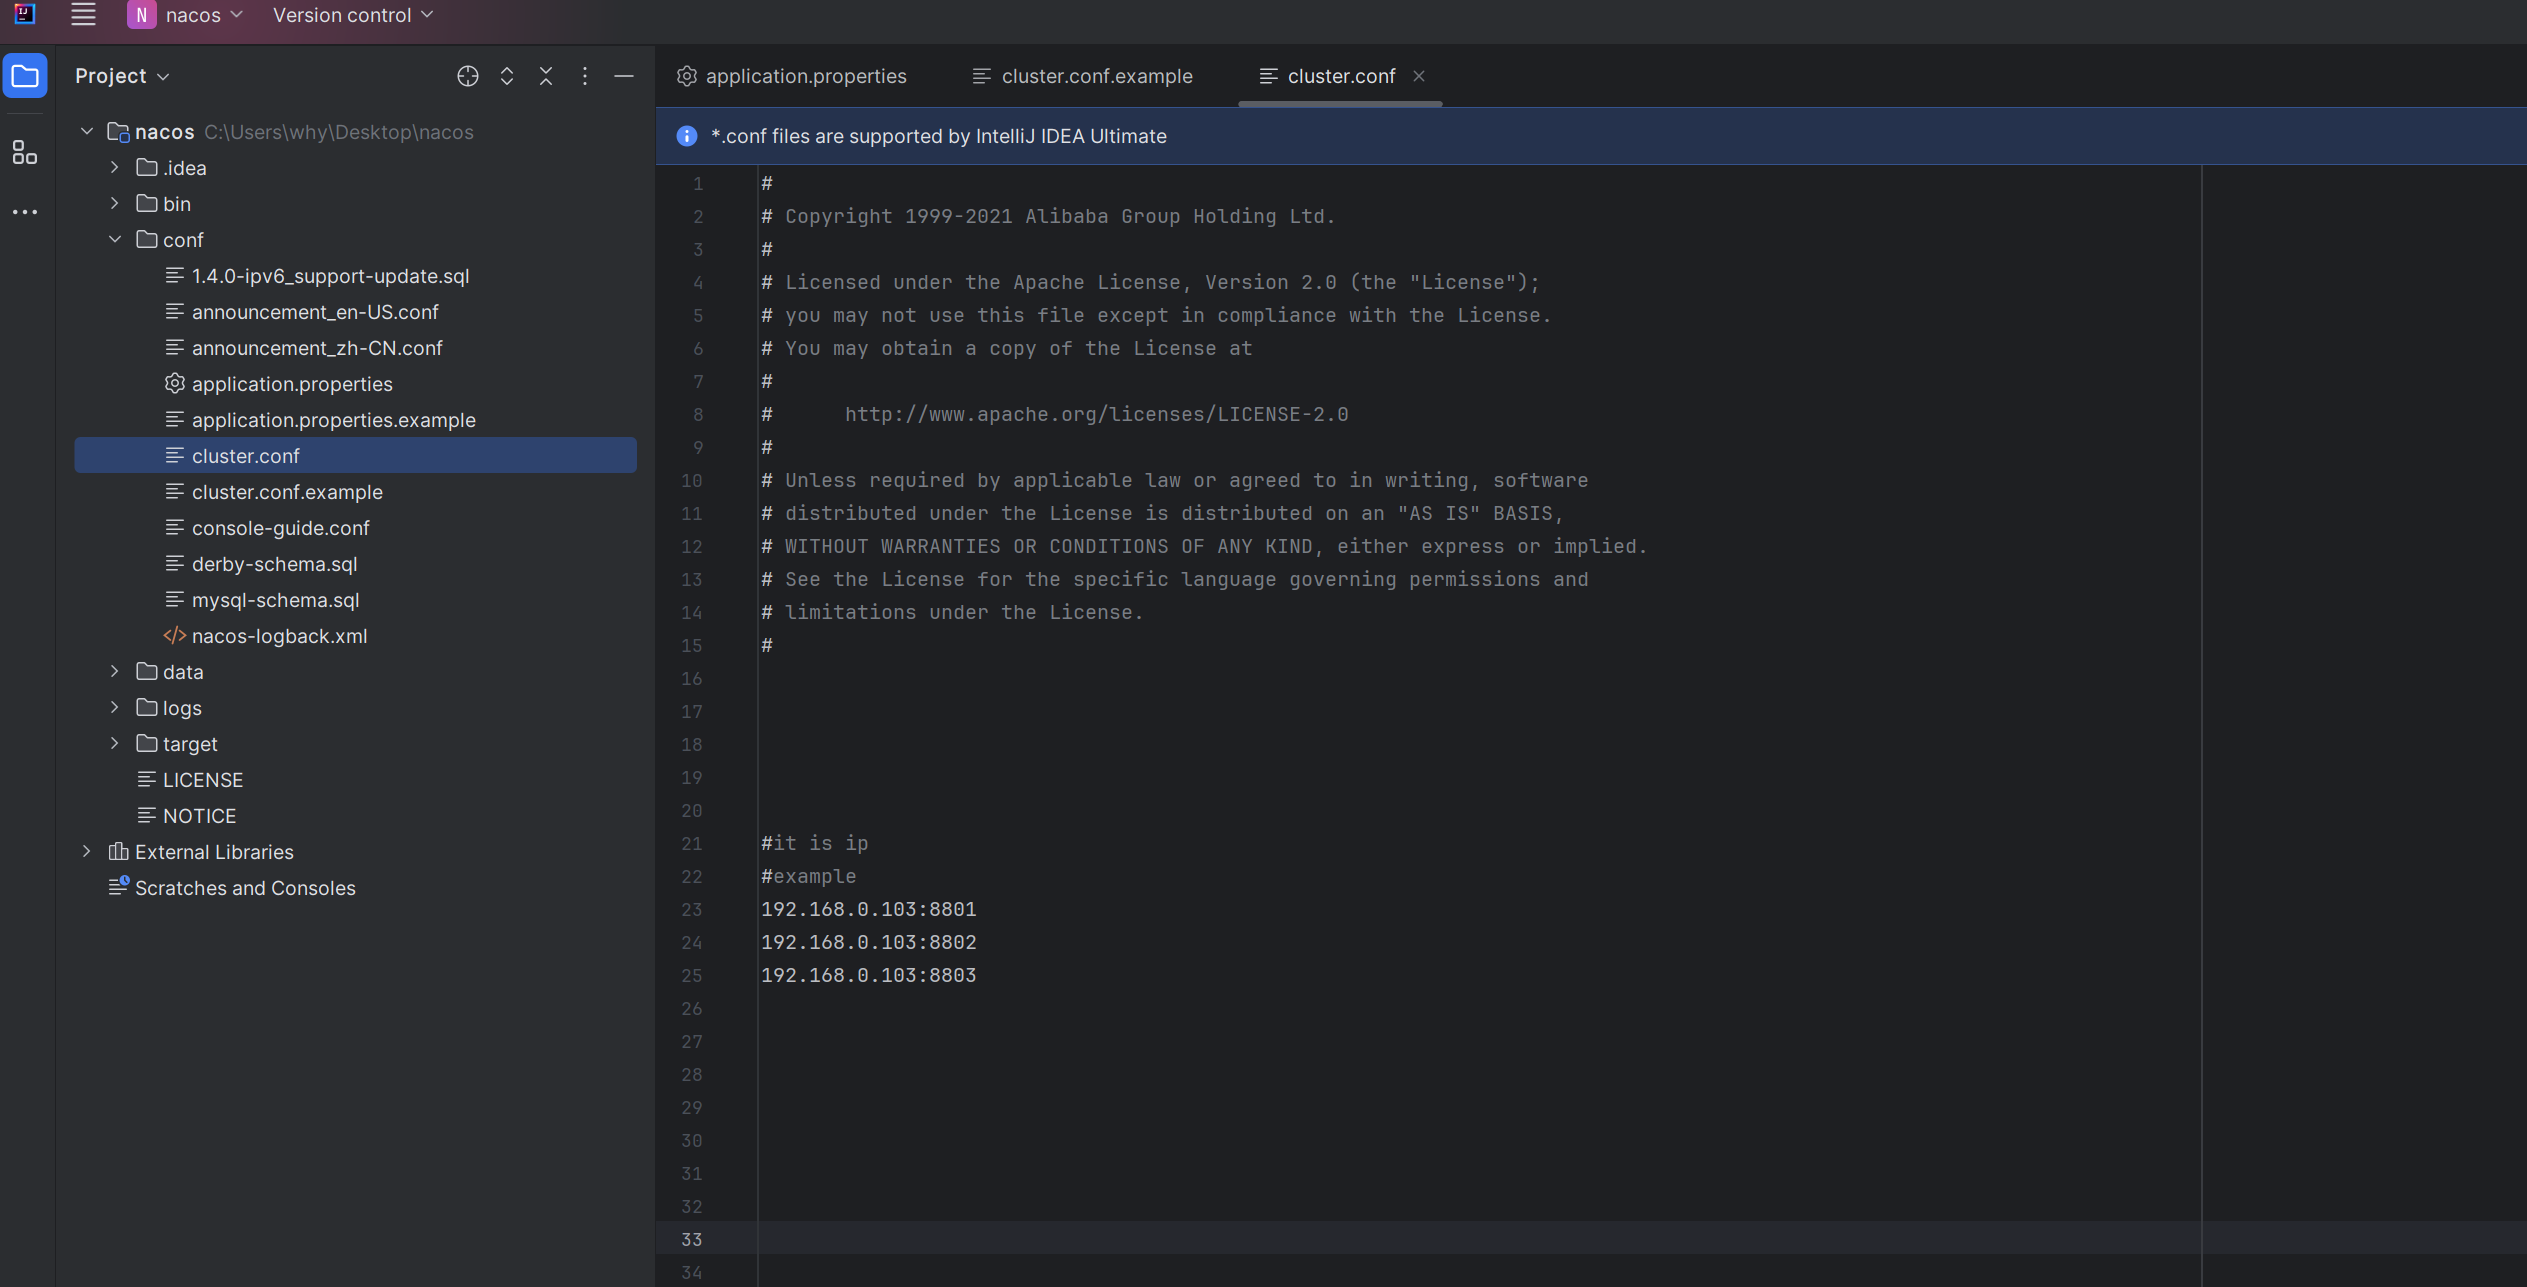 N nacos Version control
Project
application.properties cluster.conf.example cluster.conf
*.conf files are supported by IntelliJ IDEA Ultimate
nacos C:\Users\why\Desktop\nacos
.idea
bin
conf
1.4.0-ipv6_support-update.sql
announcement_en-US.conf
announcement_zh-CN.conf
application.properties
application.properties.example
cluster.conf
cluster.conf.example
console-guide.conf
derby-schema.sql
mysql-schema.sql
nacos-logback.xml
data
logs
target
LICENSE
NOTICE
External Libraries
Scratches and Consoles
1 #
2 # Copyright 1999-2021 Alibaba Group Holding Ltd.
3 #
4 # Licensed under the Apache License, Version 2.0 (the "License");
5 # you may not use this file except in compliance with the License.
6 # You may obtain a copy of the License at
7 #
8 #      http://www.apache.org/licenses/LICENSE-2.0
9 #
10 # Unless required by applicable law or agreed to in writing, software
11 # distributed under the License is distributed on an "AS IS" BASIS,
12 # WITHOUT WARRANTIES OR CONDITIONS OF ANY KIND, either express or implied.
13 # See the License for the specific language governing permissions and
14 # limitations under the License.
15 #
16
17
18
19
20
21 #it is ip
22 #example
23 192.168.0.103:8801
24 192.168.0.103:8802
25 192.168.0.103:8803
26
27
28
29
30
31
32
33
34